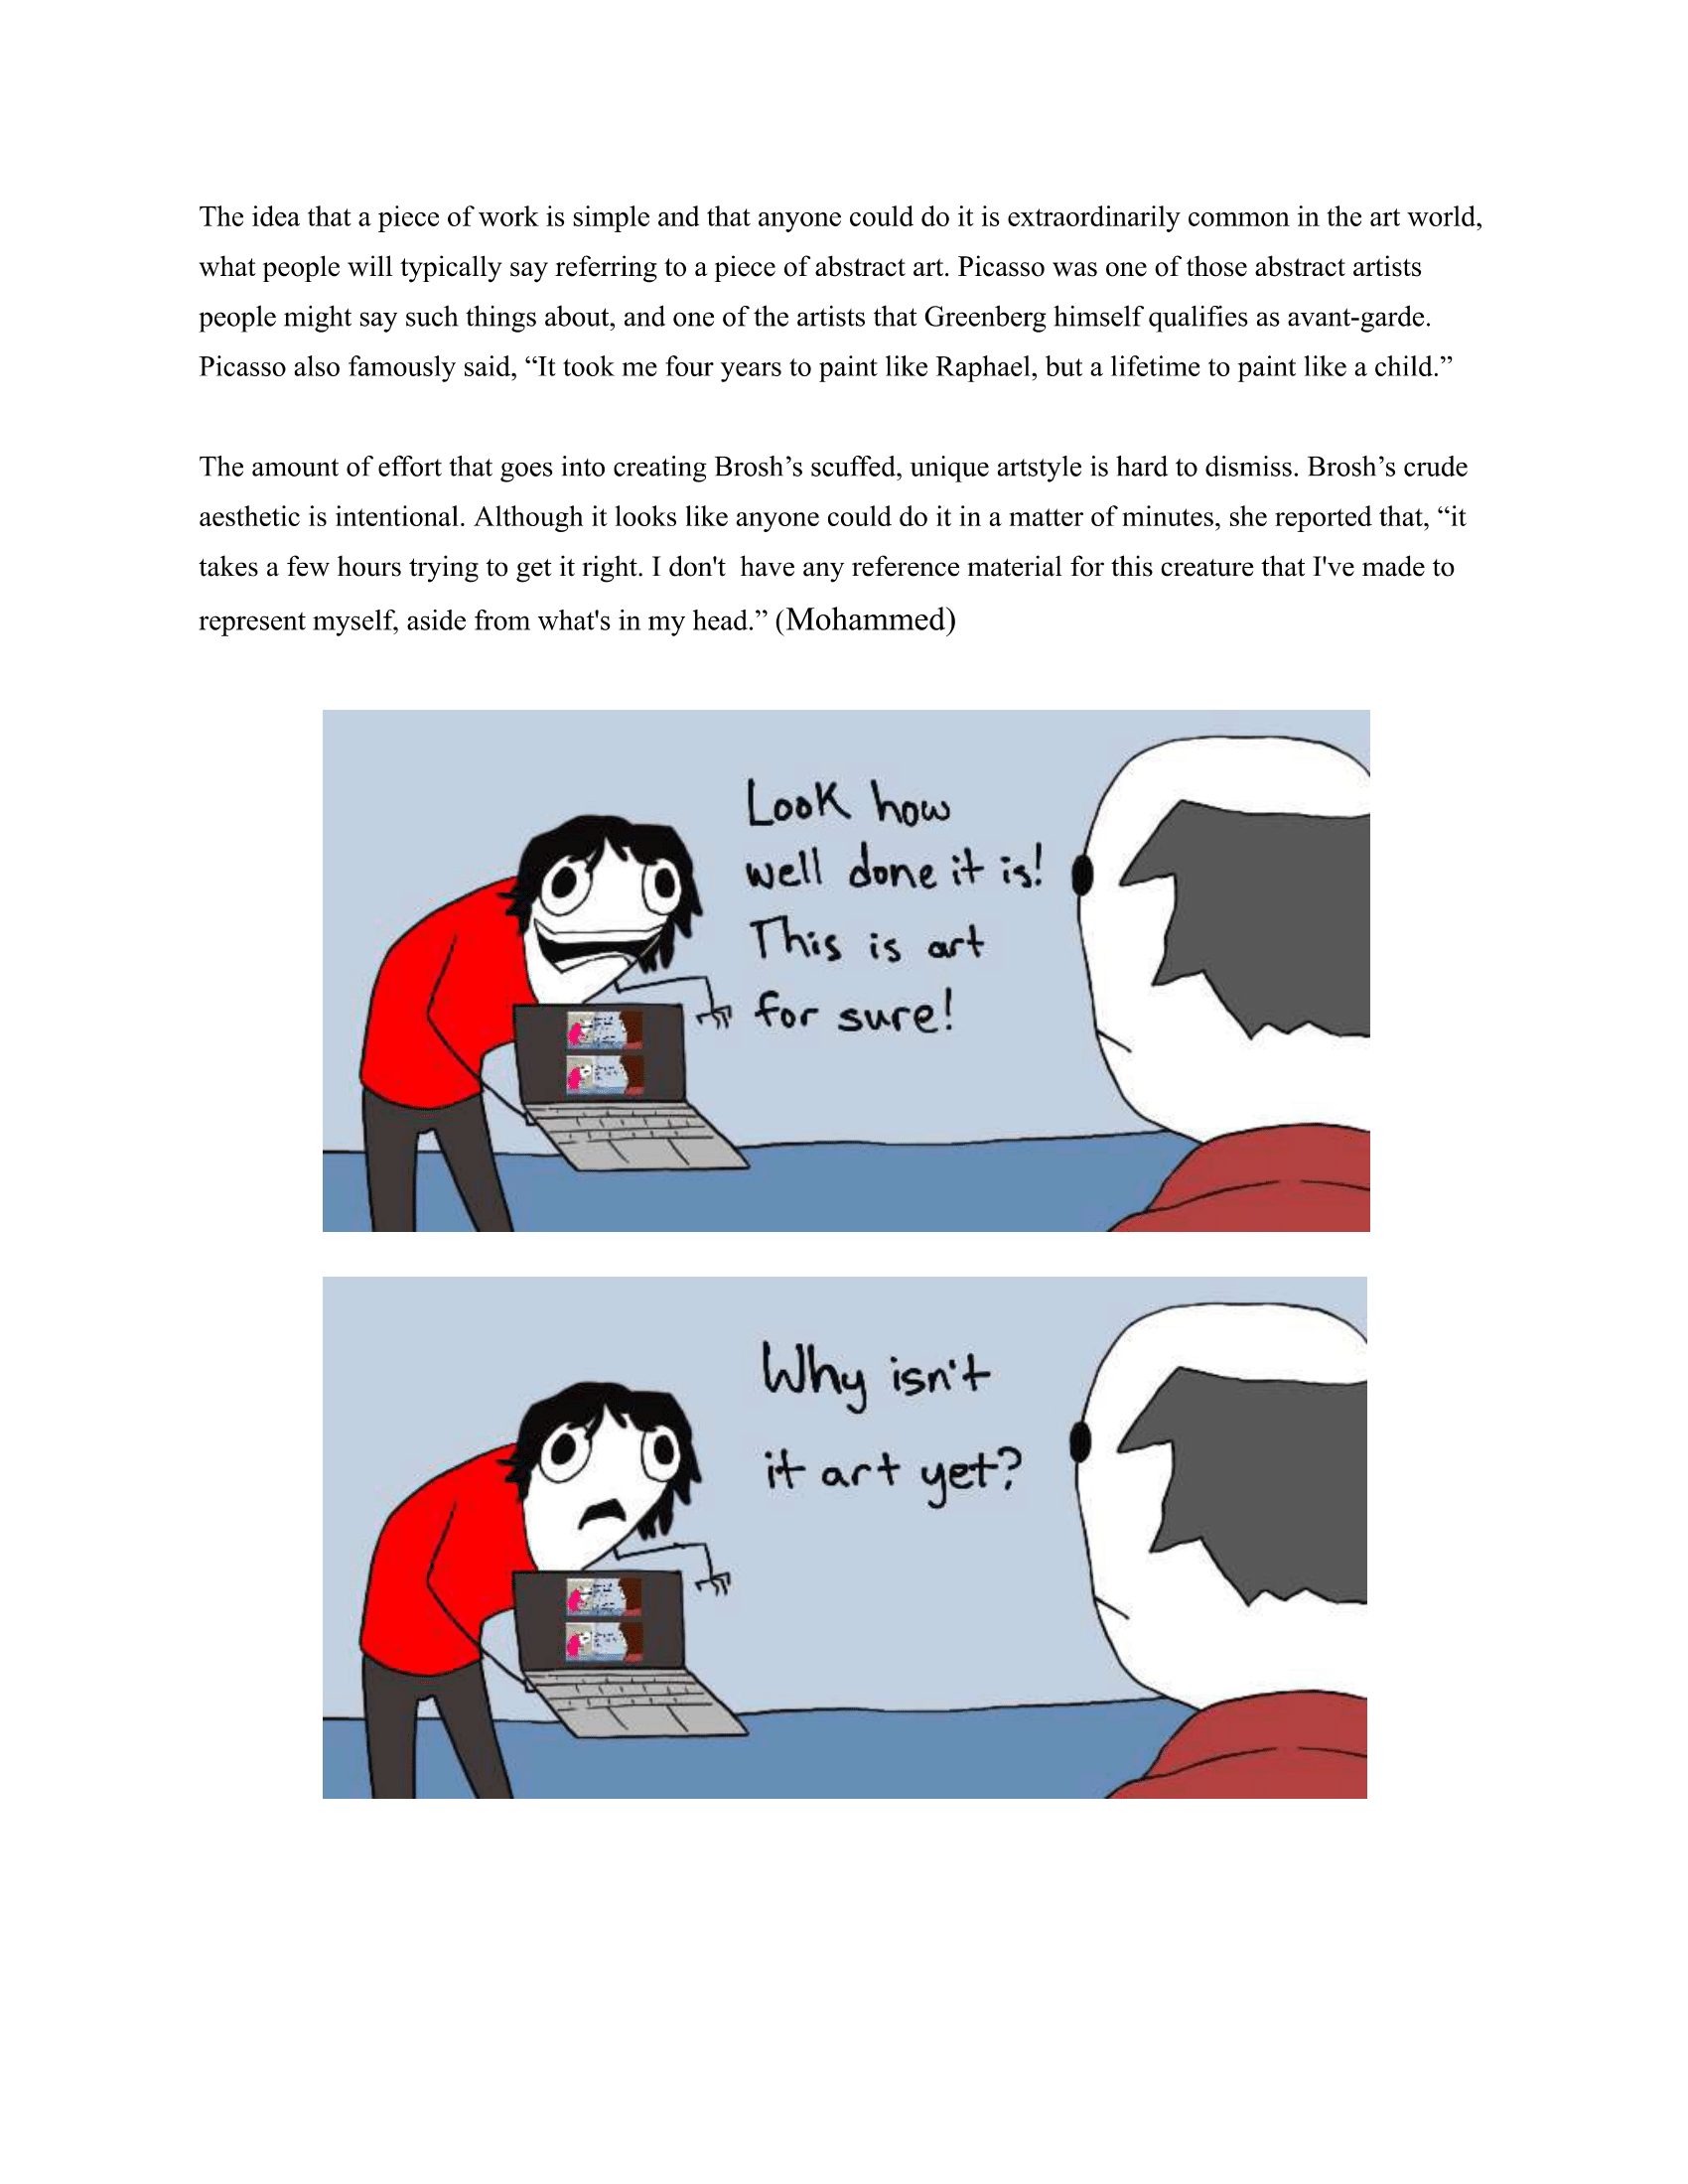 The idea that a piece of work is simple and that anyone could do it is extraordinarily common in the art world,
what people will typically say referring to a piece of abstract art. Picasso was one of those abstract artists
people might say such things about, and one of the artists that Greenberg himself qualifies as avant-garde.
Picasso also famously said, “It took me four years to paint like Raphael, but a lifetime to paint like a child.”
The amount of effort that goes into creating Brosh’s scuffed, unique artstyle is hard to dismiss. Brosh’s crude
aesthetic is intentional. Although it looks like anyone could do it in a matter of minutes, she reported that, “it
takes a few hours trying to get it right. I don't  have any reference material for this creature that I've made to
represent myself, aside from what's in my head.” (Mohammed)
Look how
well done it is!
This is art
for sure!
Why isn't
it art yet?